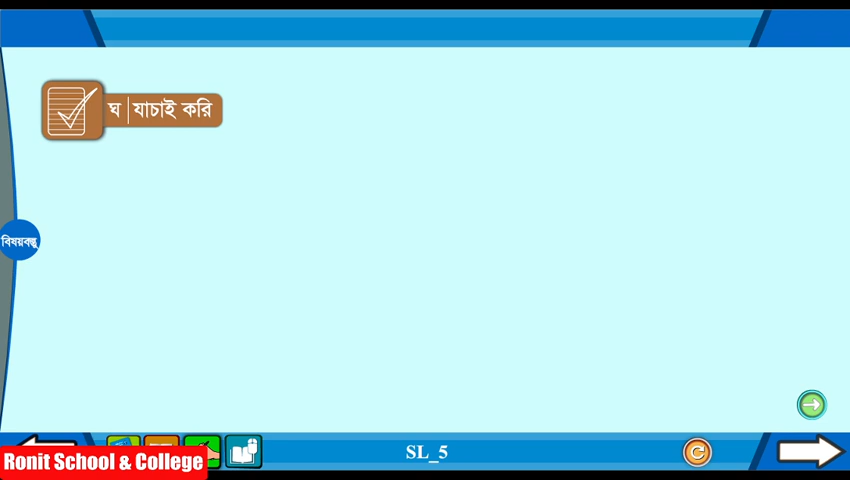 ঘ | যাচাই করি
বিষয়বস্তু
SL_5
Ronit School & College